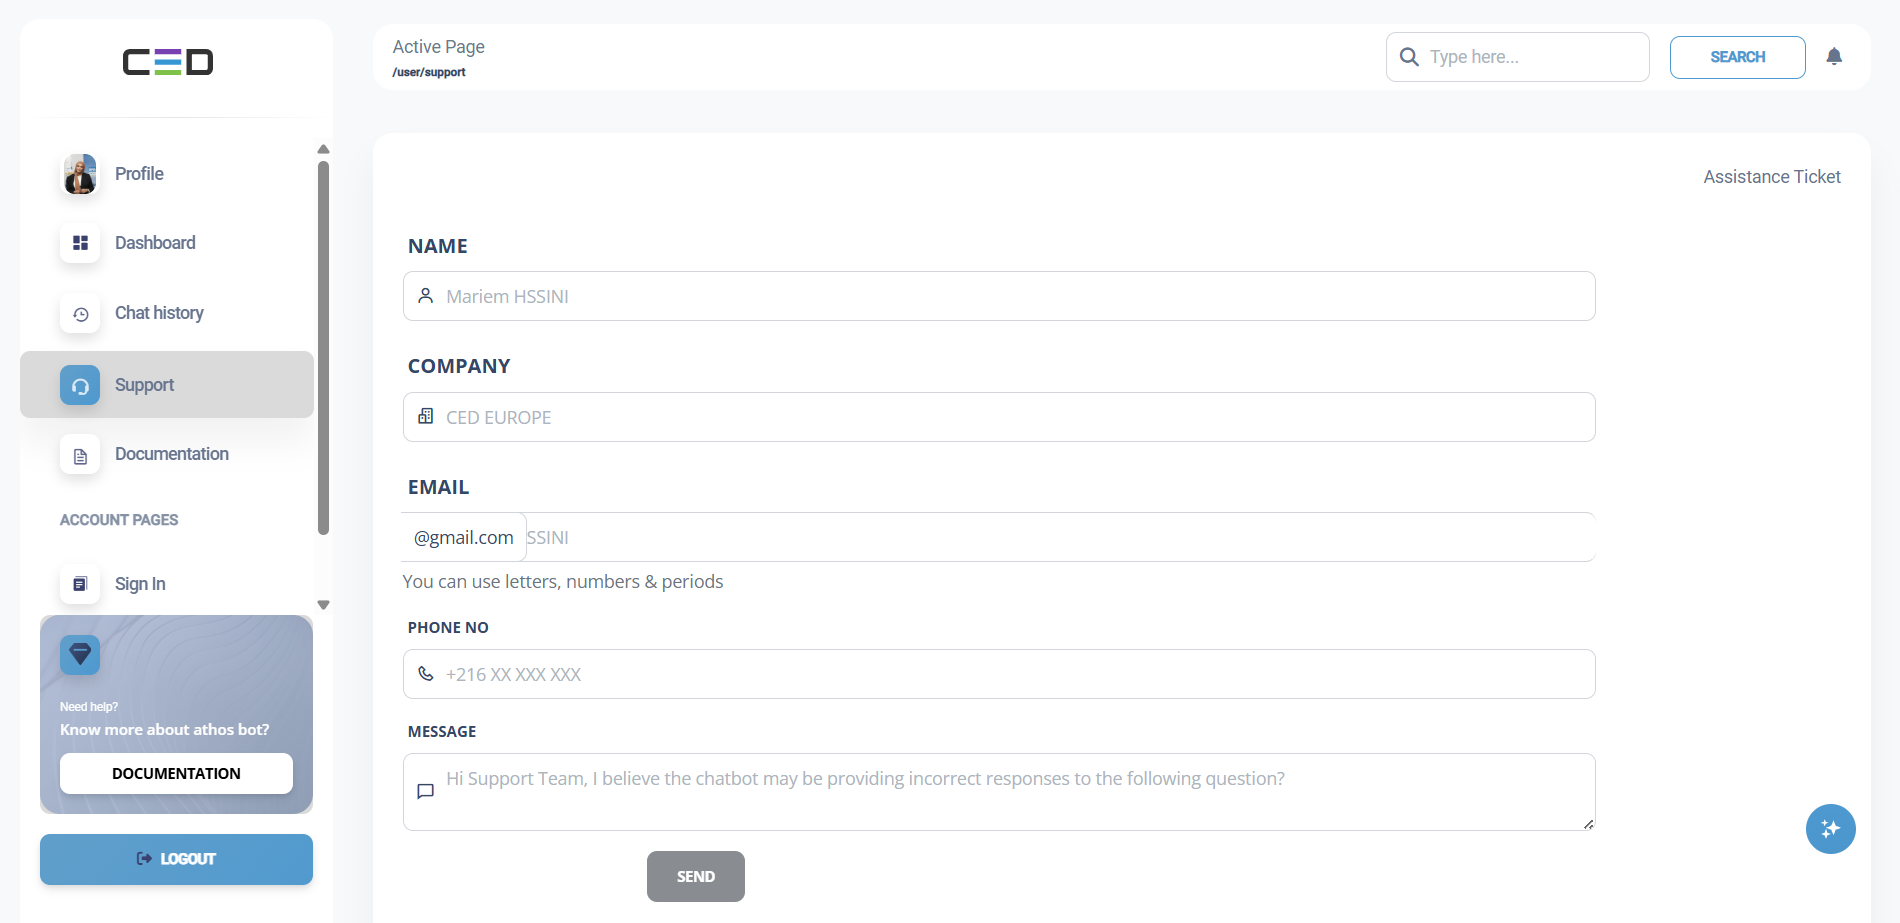 CED
Profile
Dashboard
Chat history
Support
Documentation
ACCOUNT PAGES
Sign In
Need help?
Know more about athos bot?
DOCUMENTATION
LOGOUT
Active Page
/user/support
Type here...
SEARCH
Assistance Ticket
NAME
Mariem HSSINI
COMPANY
CED EUROPE
EMAIL
@gmail.com SSINI
You can use letters, numbers & periods
PHONE NO
+216 XX XXX XXX
MESSAGE
Hi Support Team, I believe the chatbot may be providing incorrect responses to the following question?
SEND